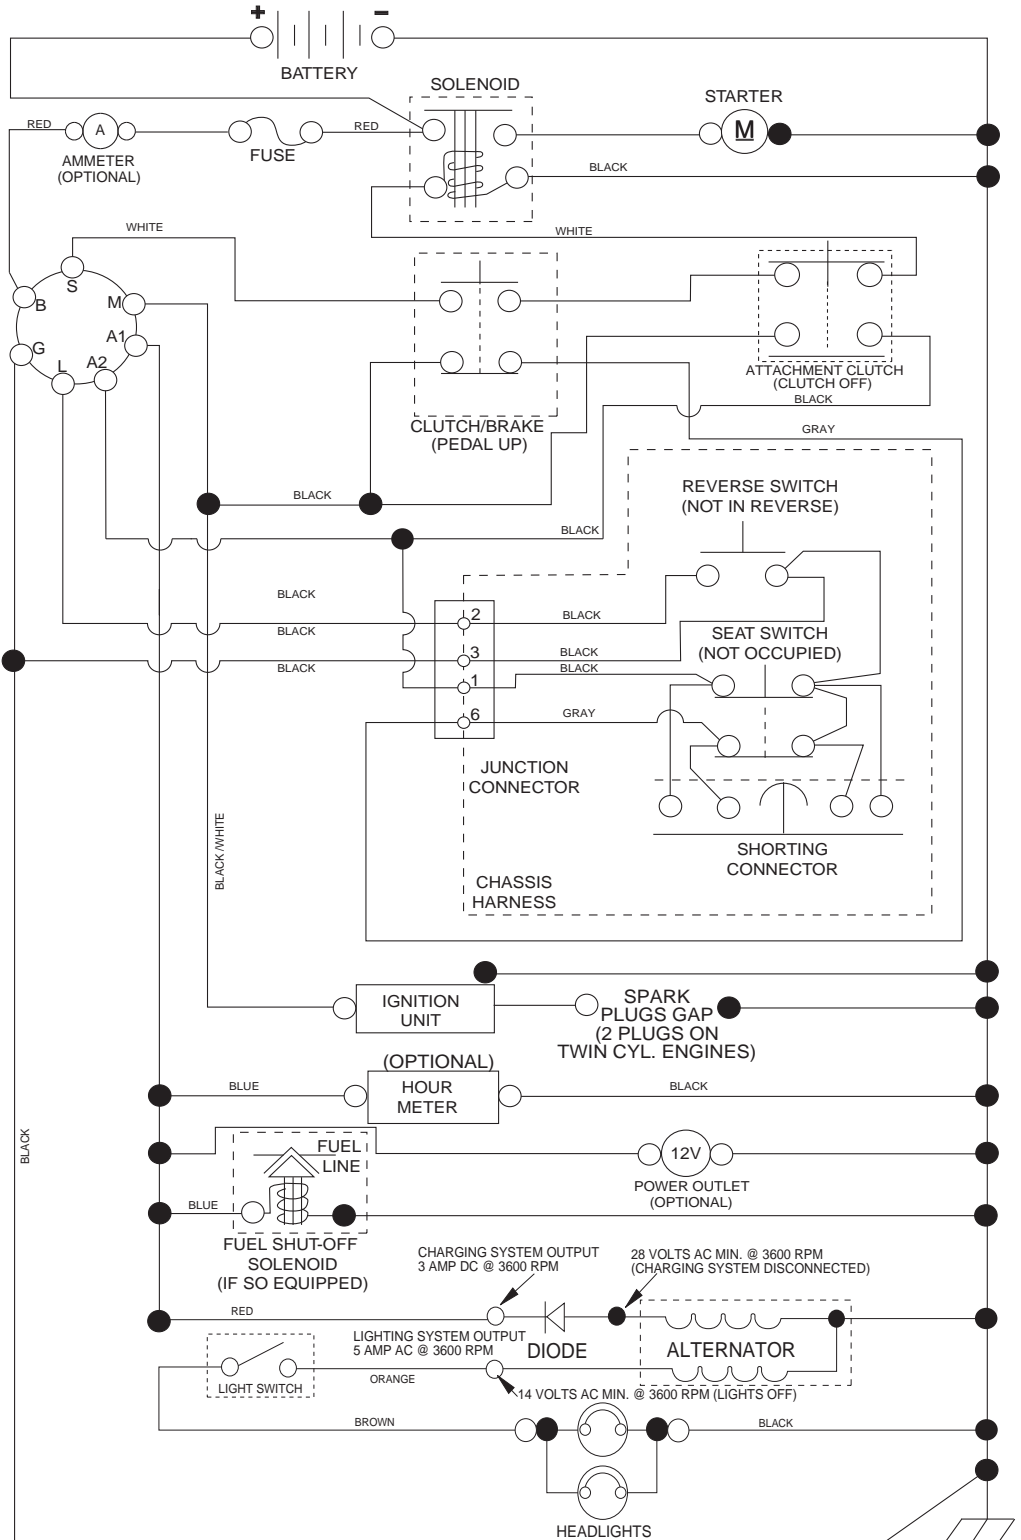 + -
BATTERY
SOLENOID
STARTER
RED
A
RED
M
AMMETER
(OPTIONAL)
FUSE
BLACK
WHITE
WHITE
S
B
M
A1
G
A2
L
ATTACHMENT CLUTCH
(CLUTCH OFF)
BLACK
CLUTCH/BRAKE
(PEDAL UP)
GRAY
BLACK
REVERSE SWITCH
(NOT IN REVERSE)
BLACK
BLACK
2
BLACK
BLACK
SEAT SWITCH
(NOT OCCUPIED)
3
BLACK
BLACK
BLACK
1
6
GRAY
JUNCTION
CONNECTOR
BLACK/WHITE
SHORTING
CONNECTOR
CHASSIS
HARNESS
IGNITION
UNIT
SPARK
PLUGS GAP
(2 PLUGS ON
TWIN CYL. ENGINES)
(OPTIONAL)
HOUR
METER
BLUE
BLACK
BLACK
FUEL
LINE
12V
POWER OUTLET
(OPTIONAL)
BLUE
FUEL SHUT-OFF
SOLENOID
(IF SO EQUIPPED)
CHARGING SYSTEM OUTPUT
3 AMP DC @ 3600 RPM
28 VOLTS AC MIN. @ 3600 RPM
(CHARGING SYSTEM DISCONNECTED)
RED
LIGHTING SYSTEM OUTPUT
5 AMP AC @ 3600 RPM
DIODE
ALTERNATOR
LIGHT SWITCH
ORANGE
14 VOLTS AC MIN. @ 3600 RPM (LIGHTS OFF)
BROWN
BLACK
HEADLIGHTS